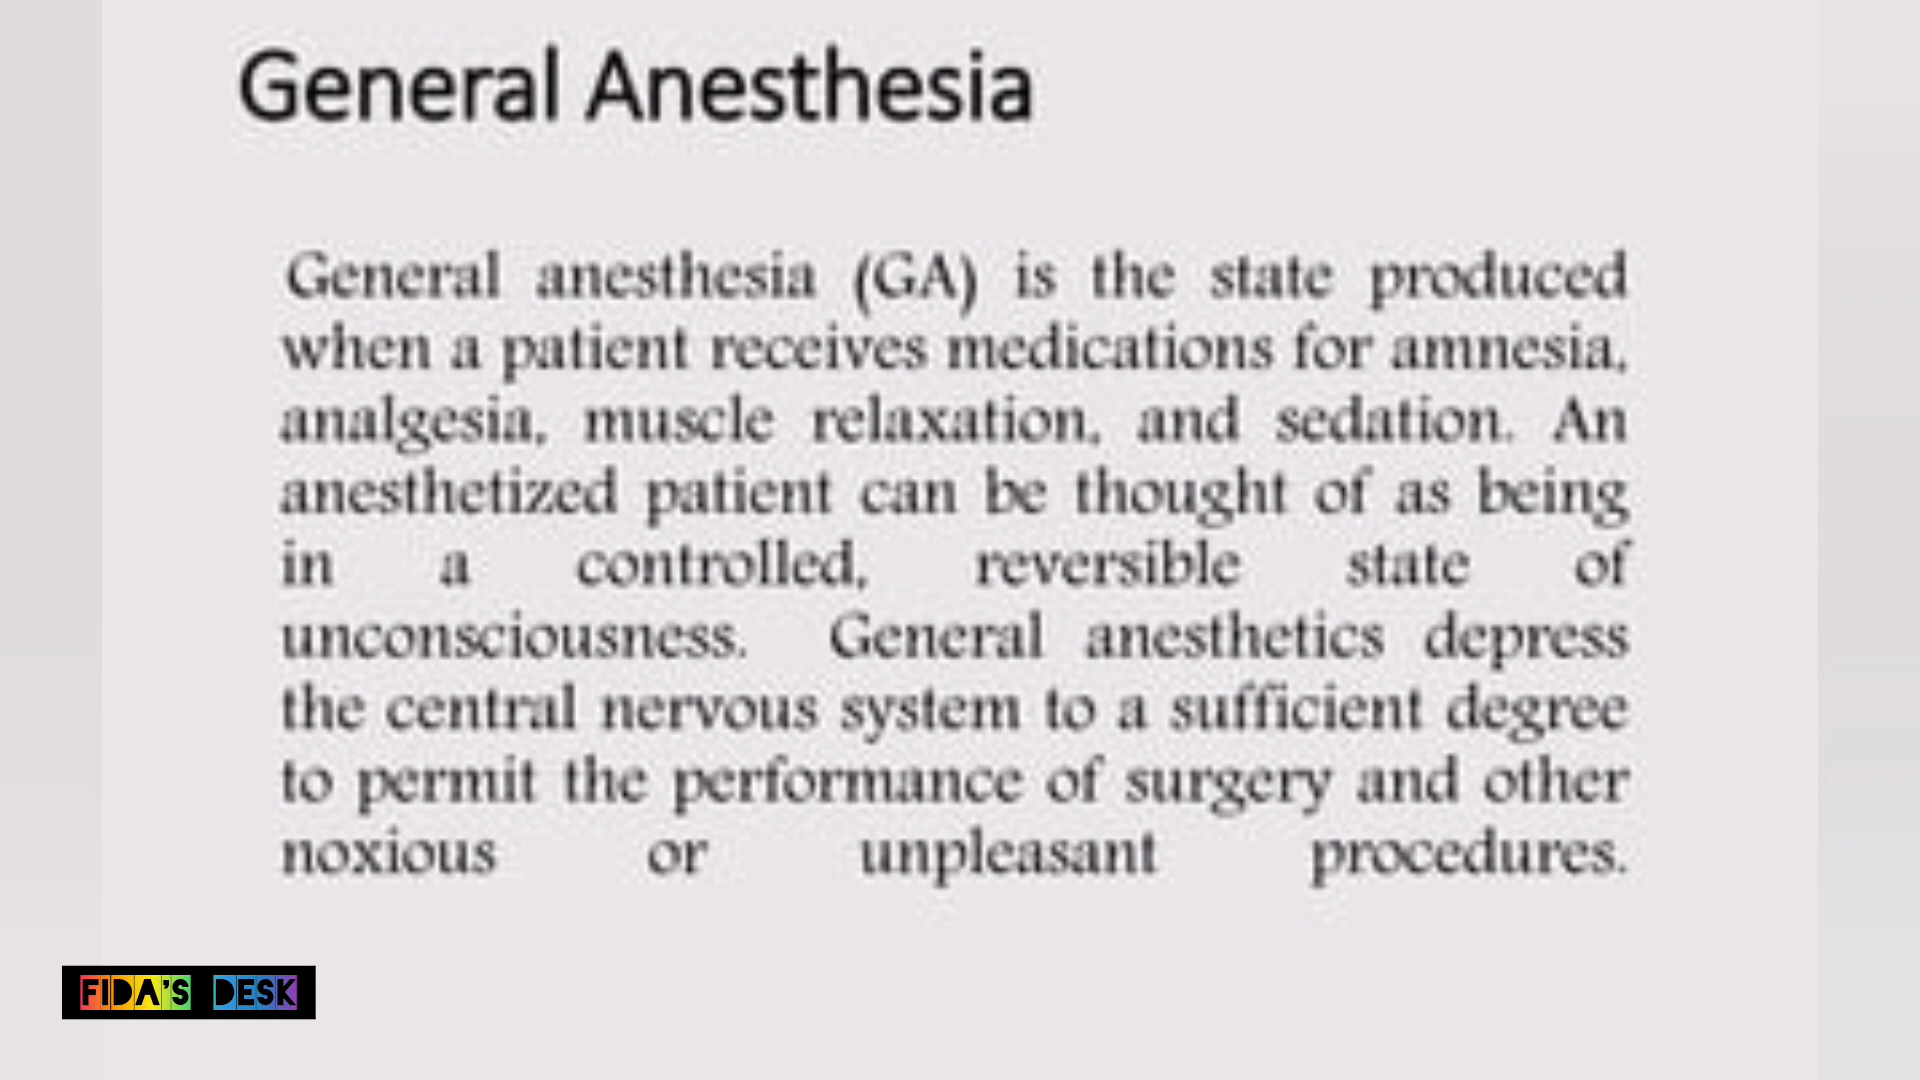 General Anesthesia
General anesthesia (GA) is the state produced
when a patient receives medications for amnesia,
analgesia, muscle relaxation, and sedation. An
anesthetized patient can be thought of as being
in a controlled, reversible state of
unconsciousness. General anesthetics depress
the central nervous system to a sufficient degree
to permit the performance of surgery and other
noxious or unpleasant procedures.
FIDA'S DESK